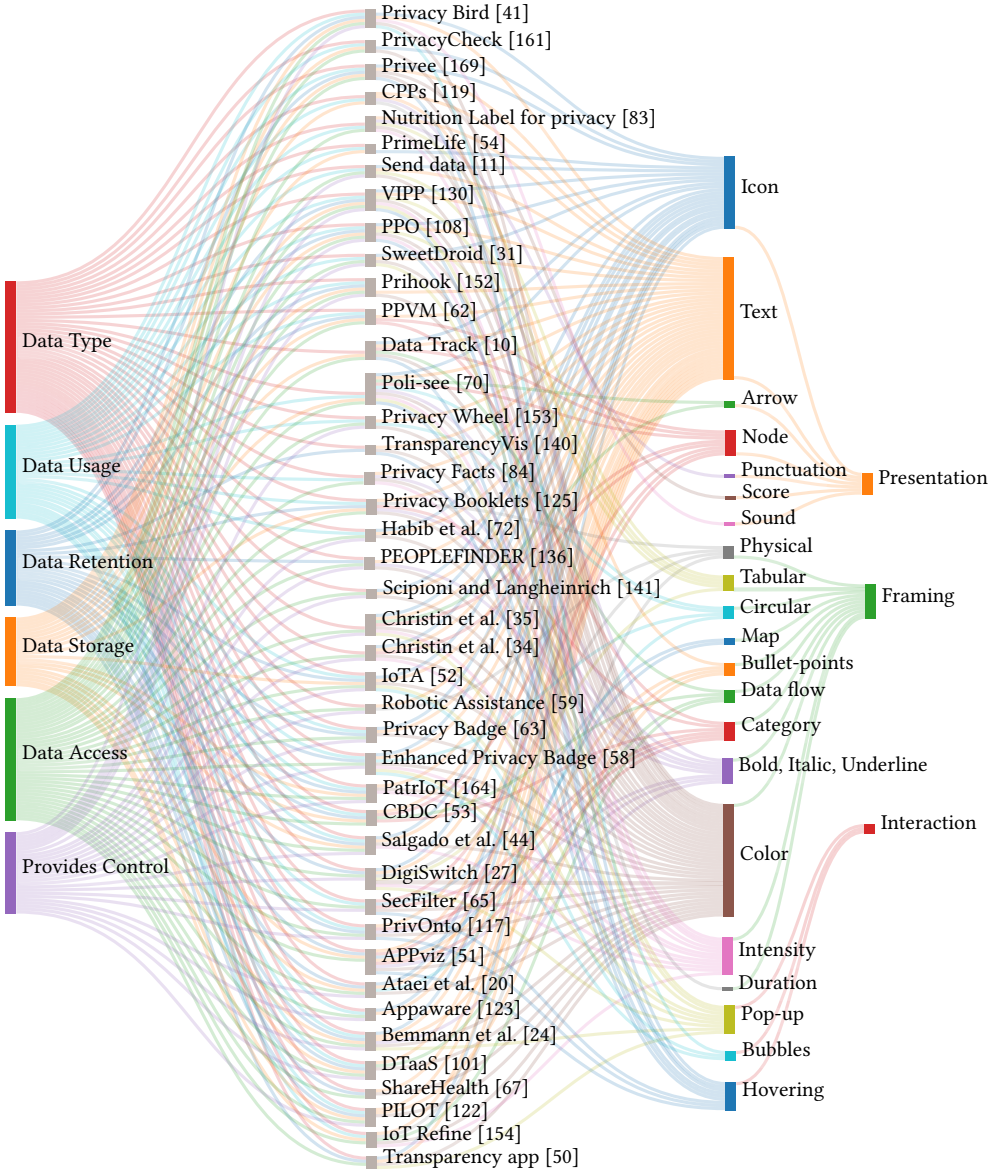 Data Type
Data Usage
Data Retention
Data Storage
Data Access
Provides Control
Privacy Bird [41]
PrivacyCheck [161]
Privee [169]
CPPs [119]
Nutrition Label for privacy [83]
PrimeLife [54]
Send data [11]
VIPP [130]
PPO [108]
SweetDroid [31]
Prihook [152]
PPVM [62]
Data Track [10]
Poli-see [70]
Privacy Wheel [153]
TransparencyVis [140]
Privacy Facts [84]
Privacy Booklets [125]
Habib et al. [72]
PEOPLEFINDER [136]
Scipioni and Langheinrich [141]
Christin et al. [35]
Christin et al. [34]
IoTA [52]
Robotic Assistance [59]
Privacy Badge [63]
Enhanced Privacy Badge [58]
PatrIoT [164]
CBDC [53]
Salgado et al. [44]
DigiSwitch [27]
SecFilter [65]
PrivOnto [117]
APPviz [51]
Ataei et al. [20]
Appaware [123]
Bemmann et al. [24]
DTaaS [101]
ShareHealth [67]
PILOT [122]
IoT Refine [154]
Transparency app [50]
Icon
Text
Arrow
Node
Punctuation
Score
Sound
Physical
Tabular
Circular
Map
Bullet-points
Data flow
Category
Bold, Italic, Underline
Color
Intensity
Duration
Pop-up
Bubbles
Hovering
Presentation
Framing
Interaction